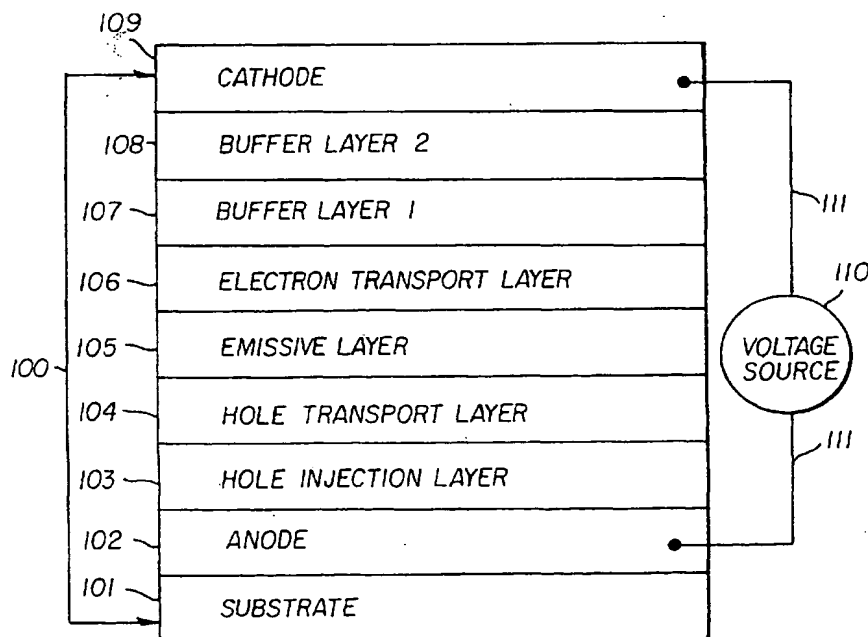 109
CATHODE
108
BUFFER LAYER 2
107
BUFFER LAYER 1
111
106
ELECTRON TRANSPORT LAYER
110
105
EMISSIVE LAYER
VOLTAGE
SOURCE
100
104
HOLE TRANSPORT LAYER
111
103
HOLE INJECTION LAYER
102
ANODE
101
SUBSTRATE